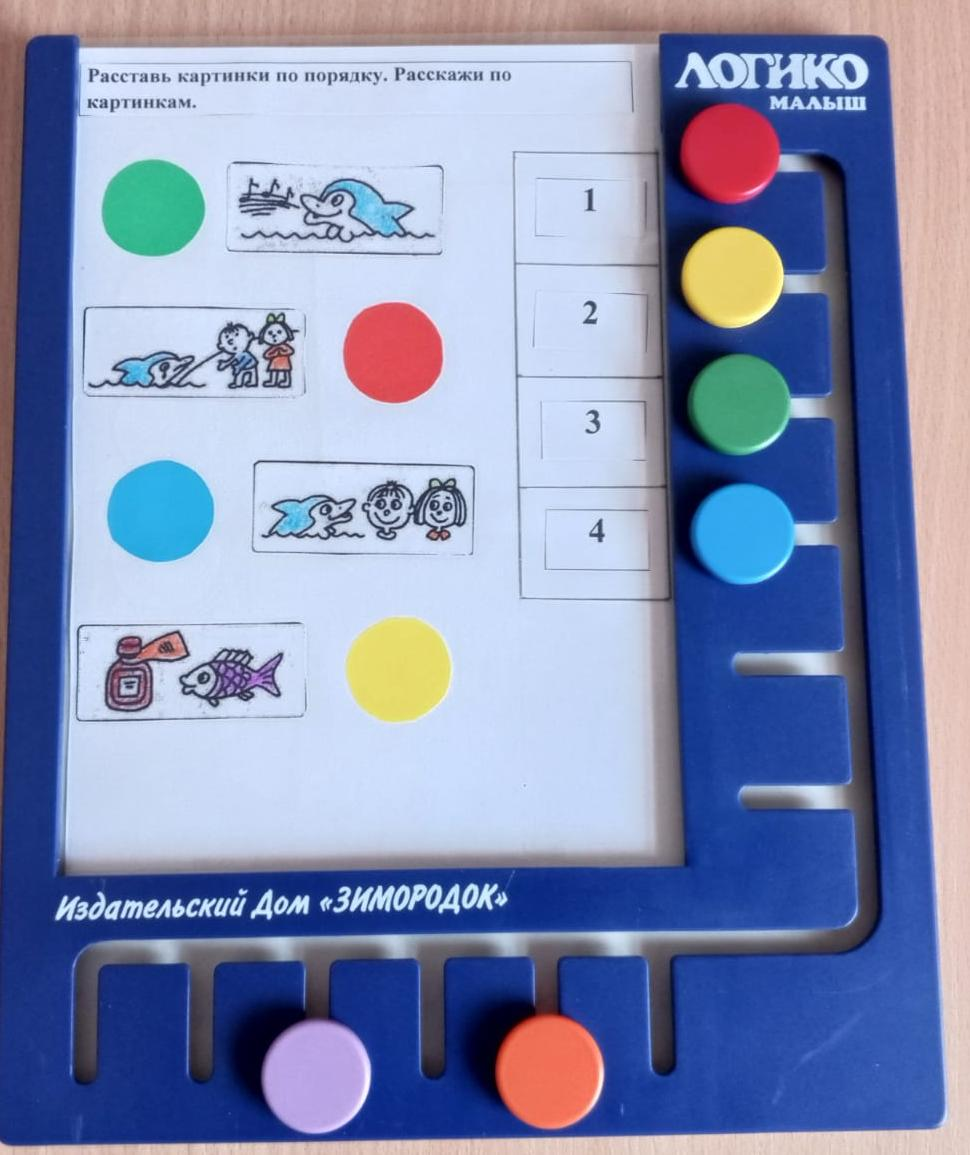 Расставь картинки по порядку. Расскажи по
картинкам.
ЛОГИКО
МАЛЫШ
1
2
3
4
Издательский Дом «ЗИМОРОДОК»